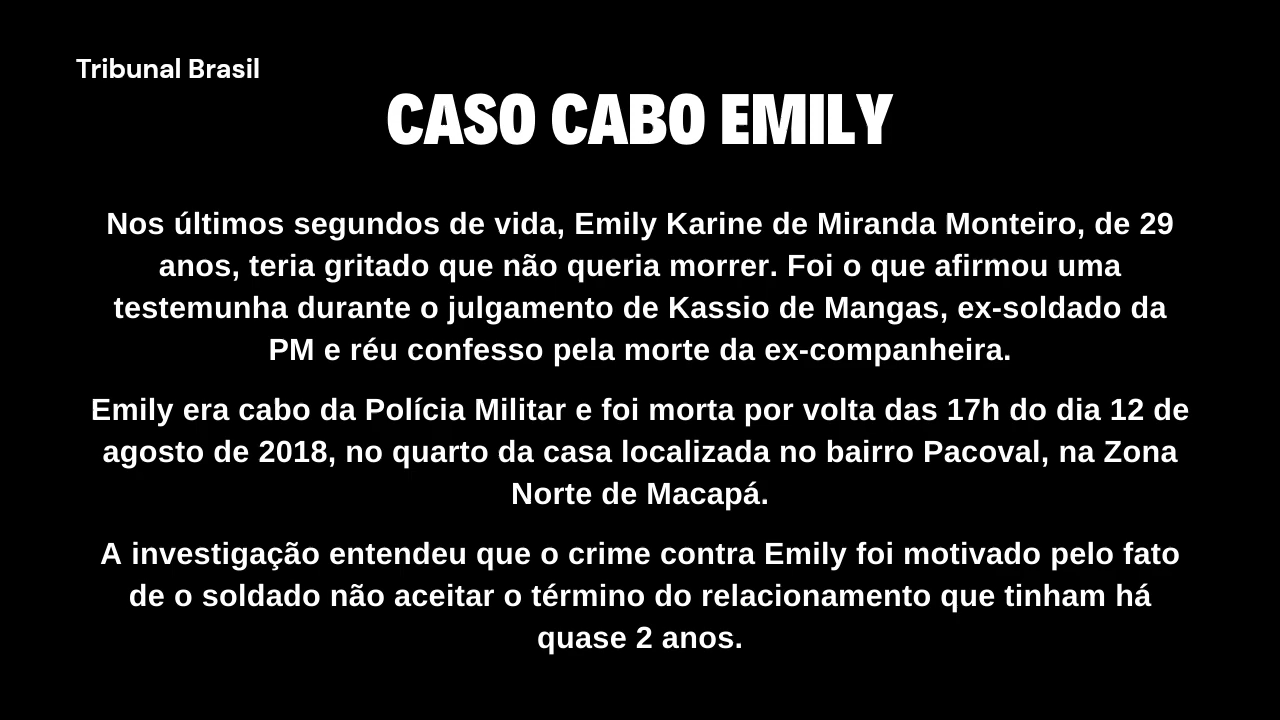 Tribunal Brasil
CASO CABO EMILY
Nos últimos segundos de vida, Emily Karine de Miranda Monteiro, de 29
anos, teria gritado que não queria morrer. Foi o que afirmou uma
testemunha durante o julgamento de Kassio de Mangas, ex-soldado da
PM e réu confesso pela morte da ex-companheira.
Emily era cabo da Polícia Militar e foi morta por volta das 17h do dia 12 de
agosto de 2018, no quarto da casa localizada no bairro Pacoval, na Zona
Norte de Macapá.
A investigação entendeu que o crime contra Emily foi motivado pelo fato
de o soldado não aceitar o término do relacionamento que tinham há
quase 2 anos.